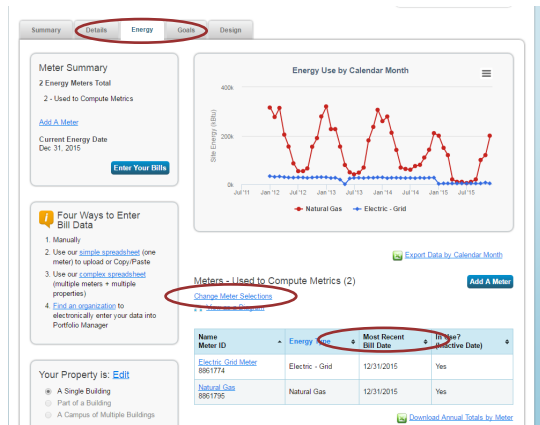 Summary
Details
Energy
Goals
Design
Meter Summary
2 Energy Meters Total
2 - Used to Compute Metrics
Add A Meter
Current Energy Date
Dec 31, 2015
Enter Your Bills
Four Ways to Enter
Bill Data
1. Manually
2. Use our simple spreadsheet (one
meter) to upload or Copy/Paste
3. Use our complex spreadsheet
(multiple meters + multiple
properties)
4. Find an organization to
electronically enter your data into
Portfolio Manager
Your Property is: Edit
A Single Building
Part of a Building
A Campus of Multiple Buildings
Energy Use by Calendar Month
Site Energy (kBtu)
400k
200k
0k
Jul '11 Jan '12 Jul '12 Jan '13 Jul '13 Jan '14 Jul '14 Jan '15 Jul '15
Natural Gas
Electric - Grid
Export Data by Calendar Month
Meters - Used to Compute Metrics (2)
Add A Meter
Change Meter Selections
View as a Diagram
Name
Meter ID
Energy Type
Most Recent
Bill Date
In Use?
(Inactive Date)
Electric Grid Meter
8861774
Electric - Grid
12/31/2015
Yes
Natural Gas
8861795
Natural Gas
12/31/2015
Yes
Download Annual Totals by Meter